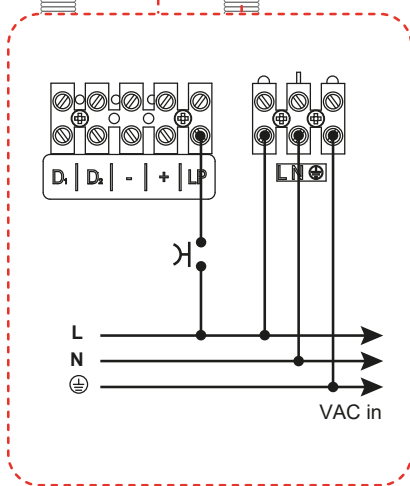 D₁ | D₂ | - | + | LP
L N ⏚
L
N
⏚
VAC in